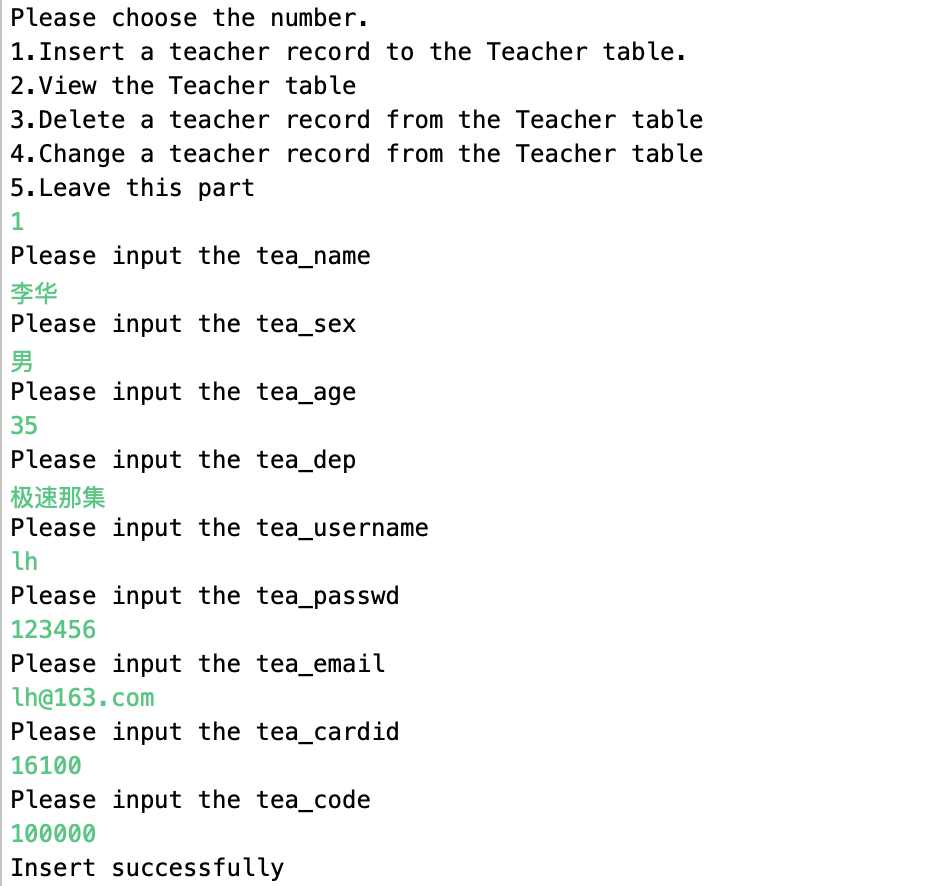 Please choose the number.
1.Insert a teacher record to the Teacher table.
2.View the Teacher table
3.Delete a teacher record from the Teacher table
4.Change a teacher record from the Teacher table
5.Leave this part
1
Please input the tea_name
李华
Please input the tea_sex
男
Please input the tea_age
35
Please input the tea_dep
极速那集
Please input the tea_username
lh
Please input the tea_passwd
123456
Please input the tea_email
lh@163.com
Please input the tea_cardid
16100
Please input the tea_code
100000
Insert successfully